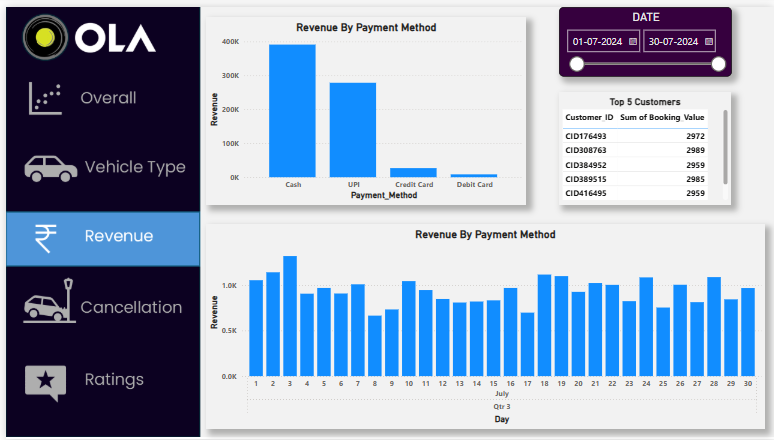 OLA
Overall
Vehicle Type
Revenue
Cancellation
Ratings
Revenue By Payment Method
400K
300K
200K
100K
0K
Revenue
Cash UPI Credit Card Debit Card
Payment_Method
DATE
01-07-2024 30-07-2024
Top 5 Customers
Customer_ID Sum of Booking_Value
CID176493 2972
CID308763 2989
CID384952 2959
CID389515 2985
CID416495 2959
Revenue By Payment Method
1.0K
0.5K
0.0K
Revenue
1 2 3 4 5 6 7 8 9 10 11 12 13 14 15 16 17 18 19 20 21 22 23 24 25 26 27 28 29 30
July
Qtr 3
Day